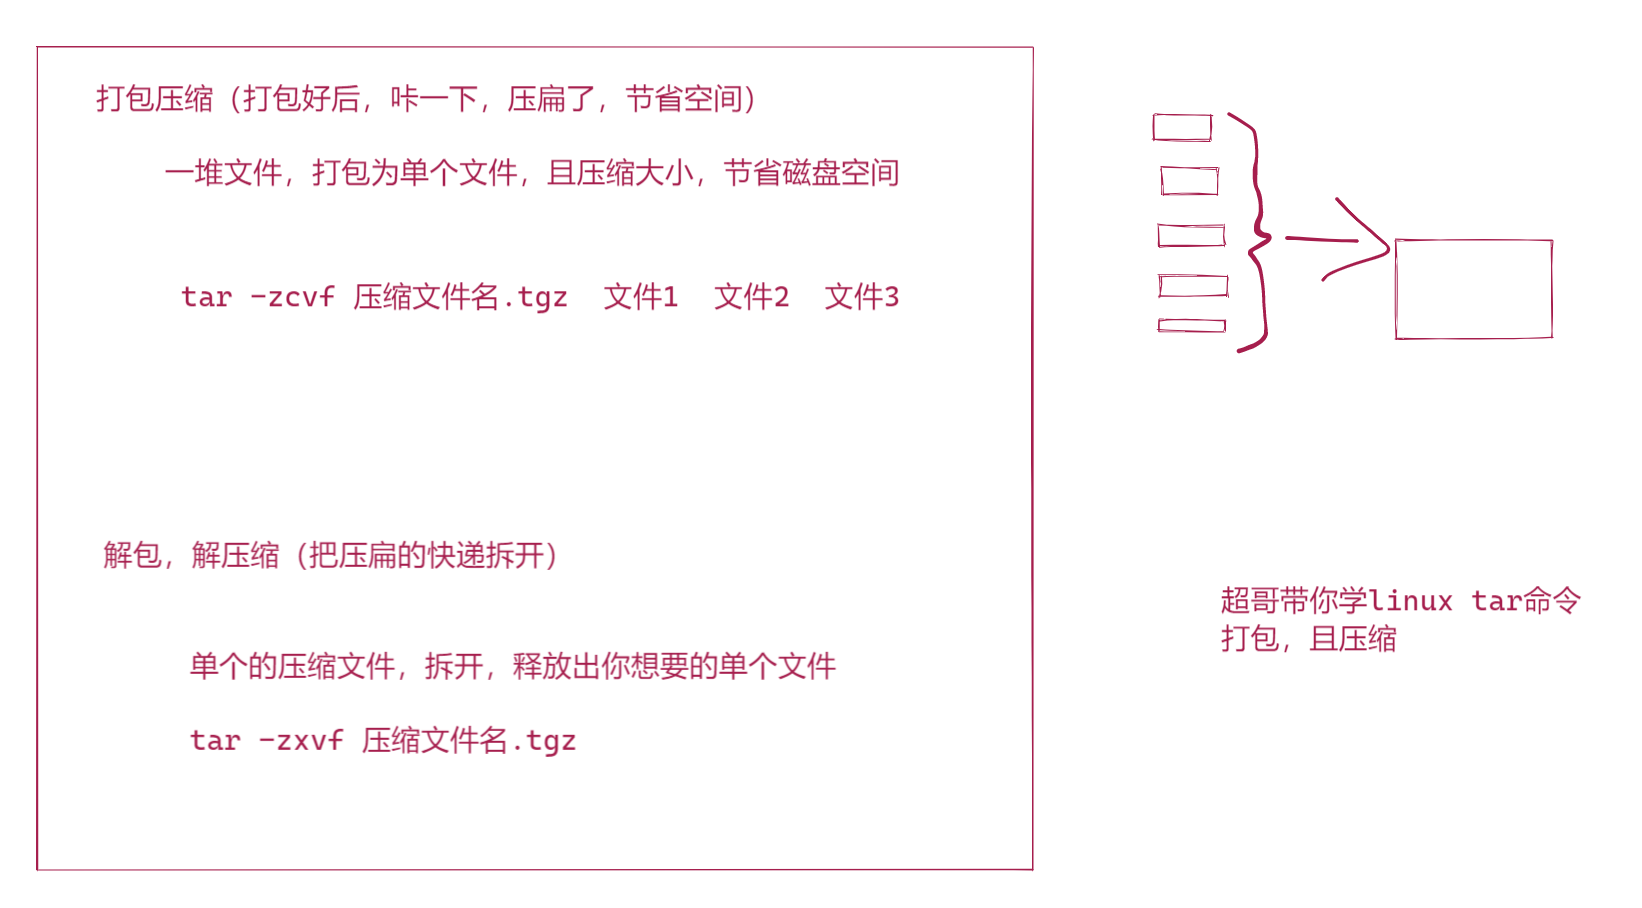 打包压缩（打包好后，咔一下，压扁了，节省空间）
一堆文件，打包为单个文件，且压缩大小，节省磁盘空间
tar -zcvf 压缩文件名.tgz  文件1  文件2  文件3
解包，解压缩（把压扁的快递拆开）
单个的压缩文件，拆开，释放出你想要的单个文件
tar -zxvf 压缩文件名.tgz
超哥带你学linux tar命令
打包，且压缩